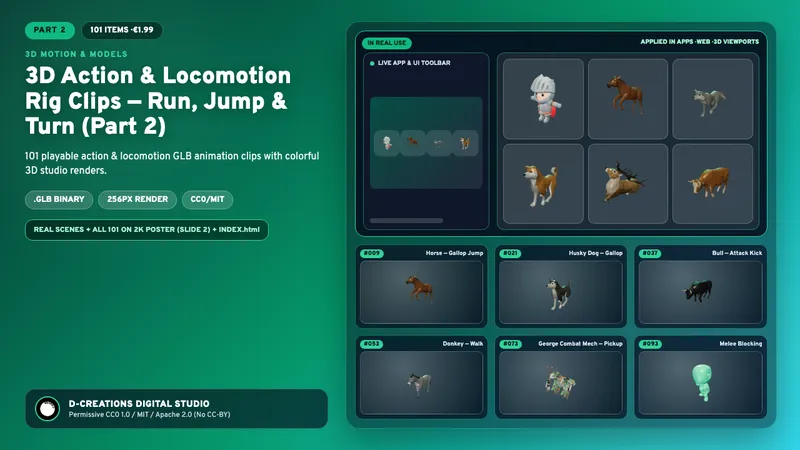 PART 2
101 ITEMS ·€1.99
3D MOTION & MODELS
3D Action & Locomotion
Rig Clips — Run, Jump &
Turn (Part 2)
101 playable action & locomotion GLB animation clips with colorful
3D studio renders.
.GLB BINARY
256PX RENDER
CC0/MIT
REAL SCENES + ALL 101 ON 2K POSTER (SLIDE 2) + INDEX.html
D-CREATIONS DIGITAL STUDIO
Permissive CC0 1.0 / MIT / Apache 2.0 (No CC-BY)
IN REAL USE
APPLIED IN APPS ·WEB ·3D VIEWPORTS
LIVE APP & UI TOOLBAR
#009
Horse — Gallop Jump
#021
Husky Dog — Gallop
#037
Bull — Attack Kick
#053
Donkey — Walk
#073
George Combat Mech — Pickup
#093
Melee Blocking